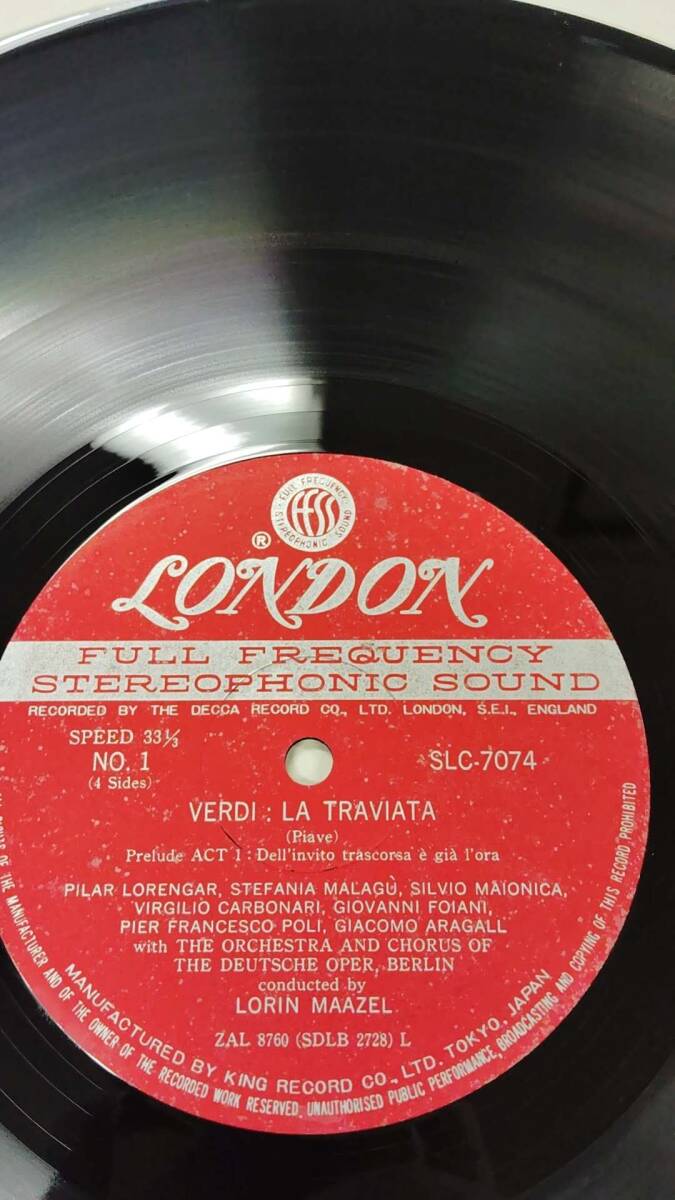 FULL FREQUENCY
ffss
STEREOPHONIC SOUND
®
LONDON
FULL FREQUENCY
STEREOPHONIC SOUND
RECORDED BY THE DECCA RECORD CO., LTD. LONDON, S.E.I., ENGLAND
SPEED 33⅓
NO. 1
SLC-7074
(4 Sides)
VERDI : LA TRAVIATA
(Piave)
Prelude ACT 1 : Dell'invito trascorsa è già l'ora
PILAR LORENGAR, STEFANIA MALAGÙ, SILVIO MAIONICA,
VIRGILIO CARBONARI, GIOVANNI FOIANI,
PIER FRANCESCO POLI, GIACOMO ARAGALL
with THE ORCHESTRA AND CHORUS OF
THE DEUTSCHE OPER, BERLIN
conducted by
LORIN MAAZEL
ZAL 8760 (SDLB 2728) L
MANUFACTURED BY KING RECORD CO., LTD. TOKYO, JAPAN
OF THE MANUFACTURER AND OF THE OWNER OF THE RECORDED WORK RESERVED. UNAUTHORISED PUBLIC PERFORMANCE, BROADCASTING AND COPYING OF THIS RECORD PROHIBITED